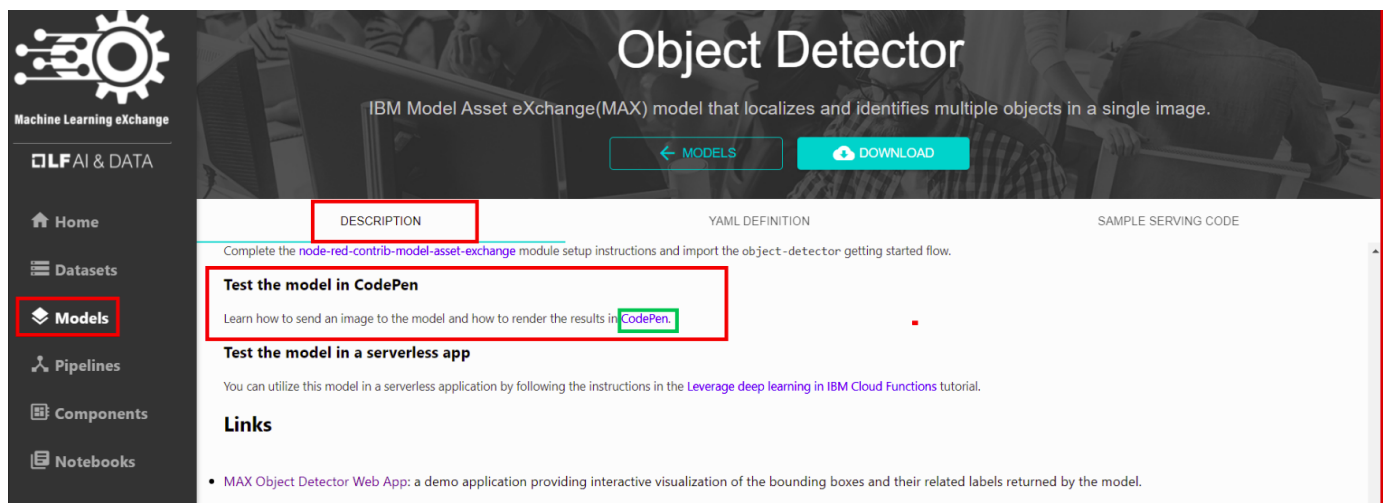 Machine Learning eXchange
LF AI & DATA
Home
Datasets
Models
Pipelines
Components
Notebooks
Object Detector
IBM Model Asset eXchange(MAX) model that localizes and identifies multiple objects in a single image.
MODELS
DOWNLOAD
DESCRIPTION
YAML DEFINITION
SAMPLE SERVING CODE
Complete the node-red-contrib-model-asset-exchange module setup instructions and import the object-detector getting started flow.
Test the model in CodePen
Learn how to send an image to the model and how to render the results in CodePen.
Test the model in a serverless app
You can utilize this model in a serverless application by following the instructions in the Leverage deep learning in IBM Cloud Functions tutorial.
Links
MAX Object Detector Web App: a demo application providing interactive visualization of the bounding boxes and their related labels returned by the model.